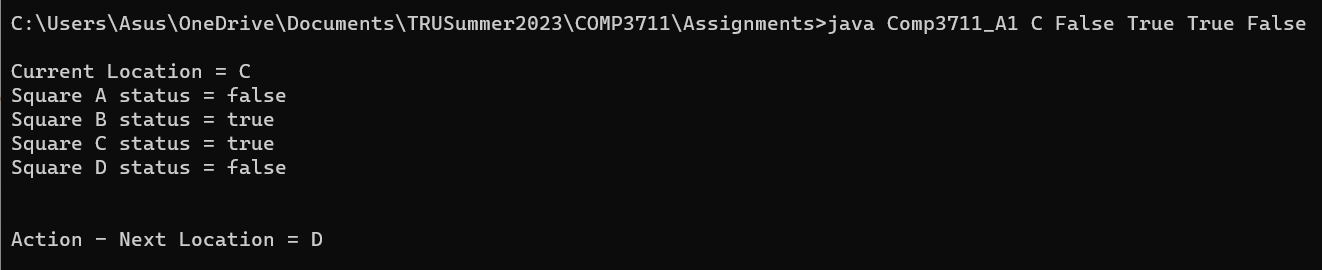 C:\Users\Asus\OneDrive\Documents\TRUSummer2023\COMP3711\Assignments>java Comp3711_A1 C False True True False
Current Location = C
Square A status = false
Square B status = true
Square C status = true
Square D status = false
Action - Next Location = D